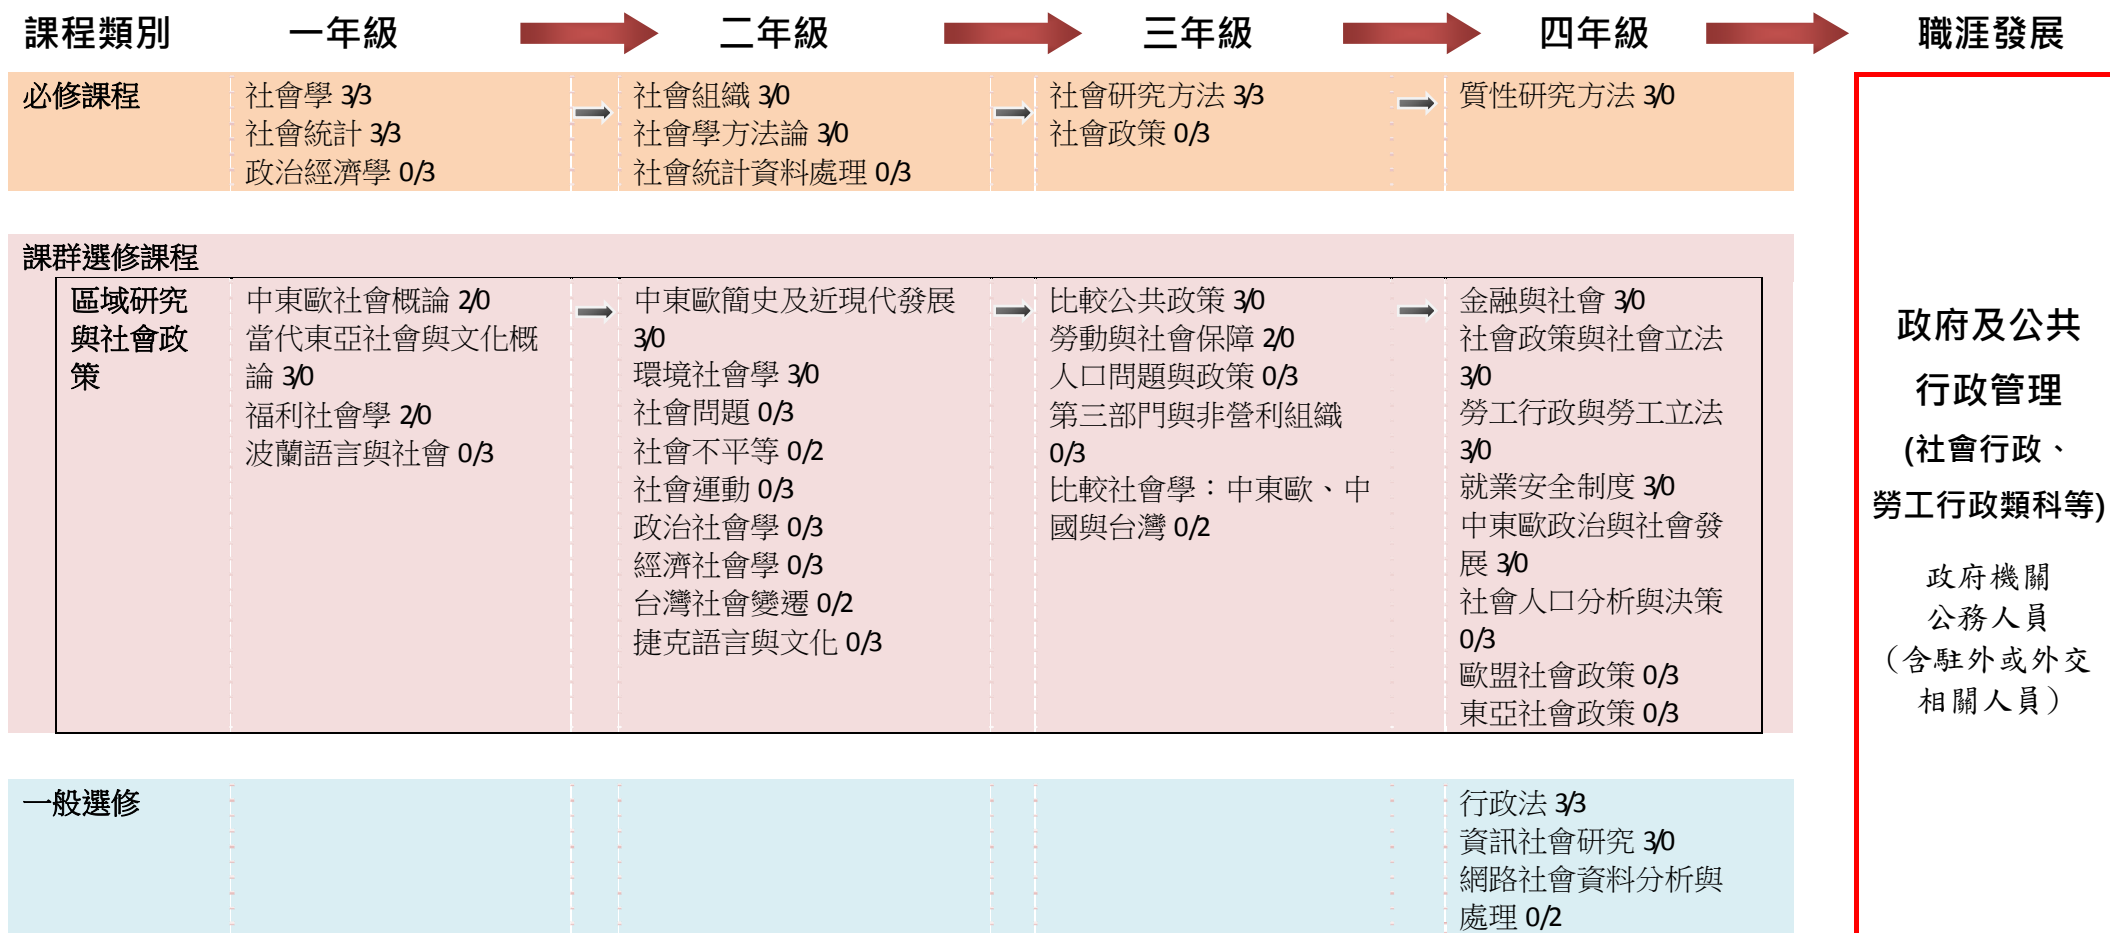 課程類別 一年級 二年級 三年級 四年級 職涯發展
必修課程
社會學 3/3
社會統計 3/3
政治經濟學 0/3
社會組織 3/0
社會學方法論 3/0
社會統計資料處理 0/3
社會研究方法 3/3
社會政策 0/3
質性研究方法 3/0
課群選修課程
區域研究
與社會政
策
中東歐社會概論 2/0
當代東亞社會與文化概
論 3/0
福利社會學 2/0
波蘭語言與社會 0/3
中東歐簡史及近現代發展
3/0
環境社會學 3/0
社會問題 0/3
社會不平等 0/2
社會運動 0/3
政治社會學 0/3
經濟社會學 0/3
台灣社會變遷 0/2
捷克語言與文化 0/3
比較公共政策 3/0
勞動與社會保障 2/0
人口問題與政策 0/3
第三部門與非營利組織
0/3
比較社會學：中東歐、中
國與台灣 0/2
金融與社會 3/0
社會政策與社會立法
3/0
勞工行政與勞工立法
3/0
就業安全制度 3/0
中東歐政治與社會發
展 3/0
社會人口分析與決策
0/3
歐盟社會政策 0/3
東亞社會政策 0/3
一般選修
行政法 3/3
資訊社會研究 3/0
網路社會資料分析與
處理 0/2
政府及公共
行政管理
(社會行政、
勞工行政類科等)
政府機關
公務人員
（含駐外或外交
相關人員）